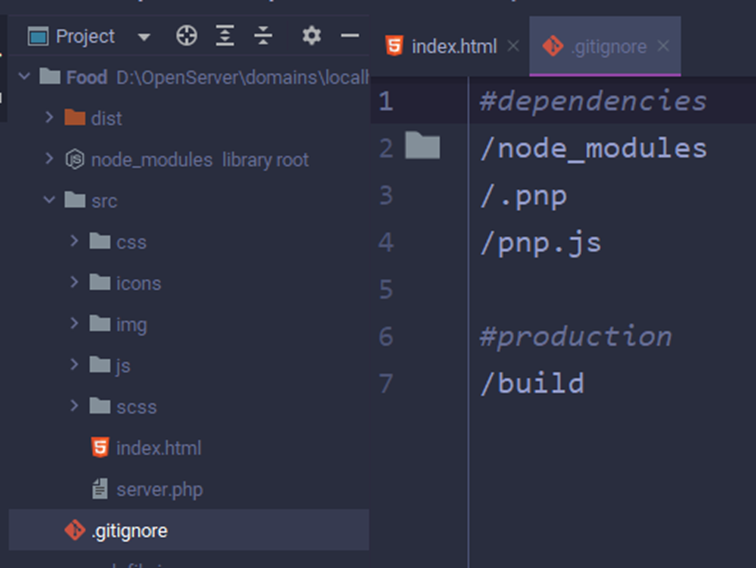 Project
Food D:\OpenServer\domains\local
dist
node_modules library root
src
css
icons
img
js
scss
index.html
server.php
.gitignore
index.html
.gitignore
1 #dependencies
2 /node_modules
3 /.pnp
4 /pnp.js
5
6 #production
7 /build